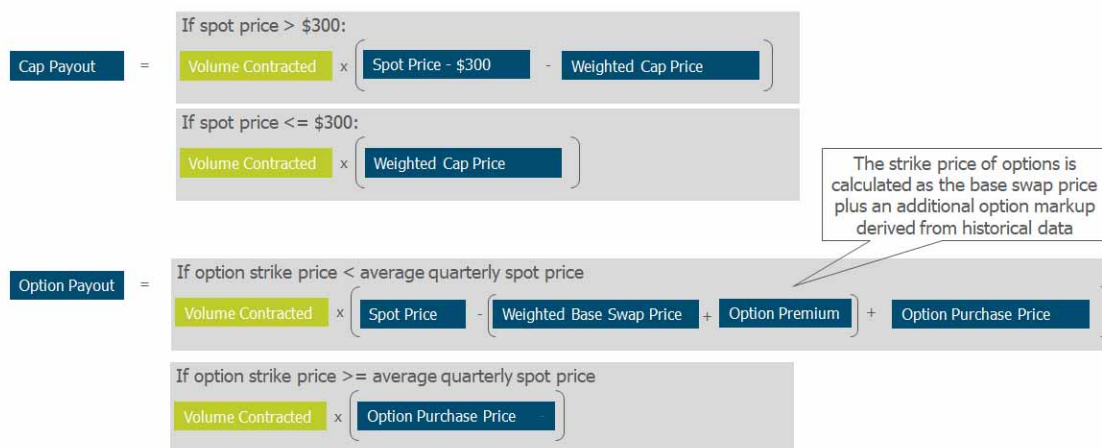 If spot price > $300:
Cap Payout = Volume Contracted x ( Spot Price - $300 - Weighted Cap Price )
If spot price <= $300:
Volume Contracted x ( Weighted Cap Price )
The strike price of options is
calculated as the base swap price
plus an additional option markup
derived from historical data
If option strike price < average quarterly spot price
Option Payout = Volume Contracted x ( Spot Price - ( Weighted Base Swap Price + Option Premium ) + Option Purchase Price )
If option strike price >= average quarterly spot price
Volume Contracted x ( Option Purchase Price - )